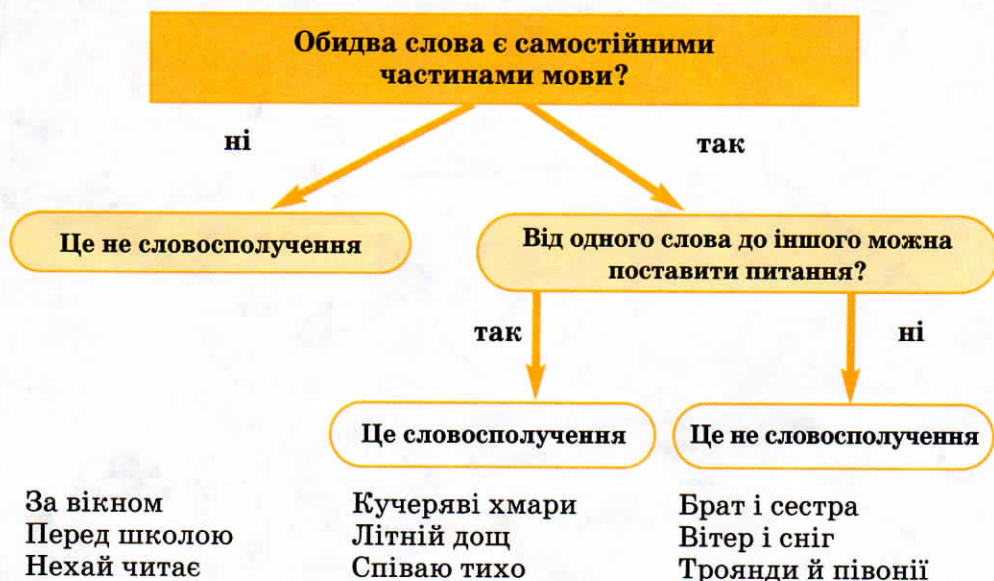 Обидва слова є самостійними
частинами мови?
ні
так
Це не словосполучення
Від одного слова до іншого можна
поставити питання?
так
ні
Це словосполучення
Це не словосполучення
За вікном
Перед школою
Нехай читає
Кучеряві хмари
Літній дощ
Співаю тихо
Брат і сестра
Вітер і сніг
Троянди й півонії